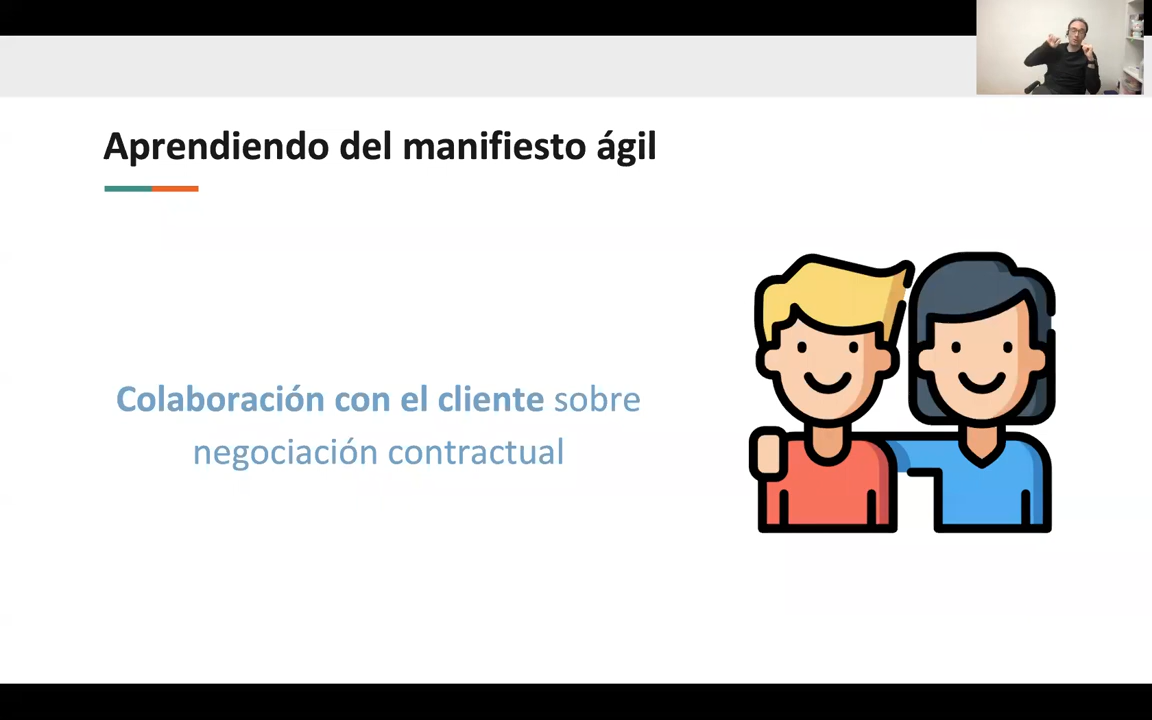 Aprendiendo del manifiesto ágil
Colaboración con el cliente sobre
negociación contractual